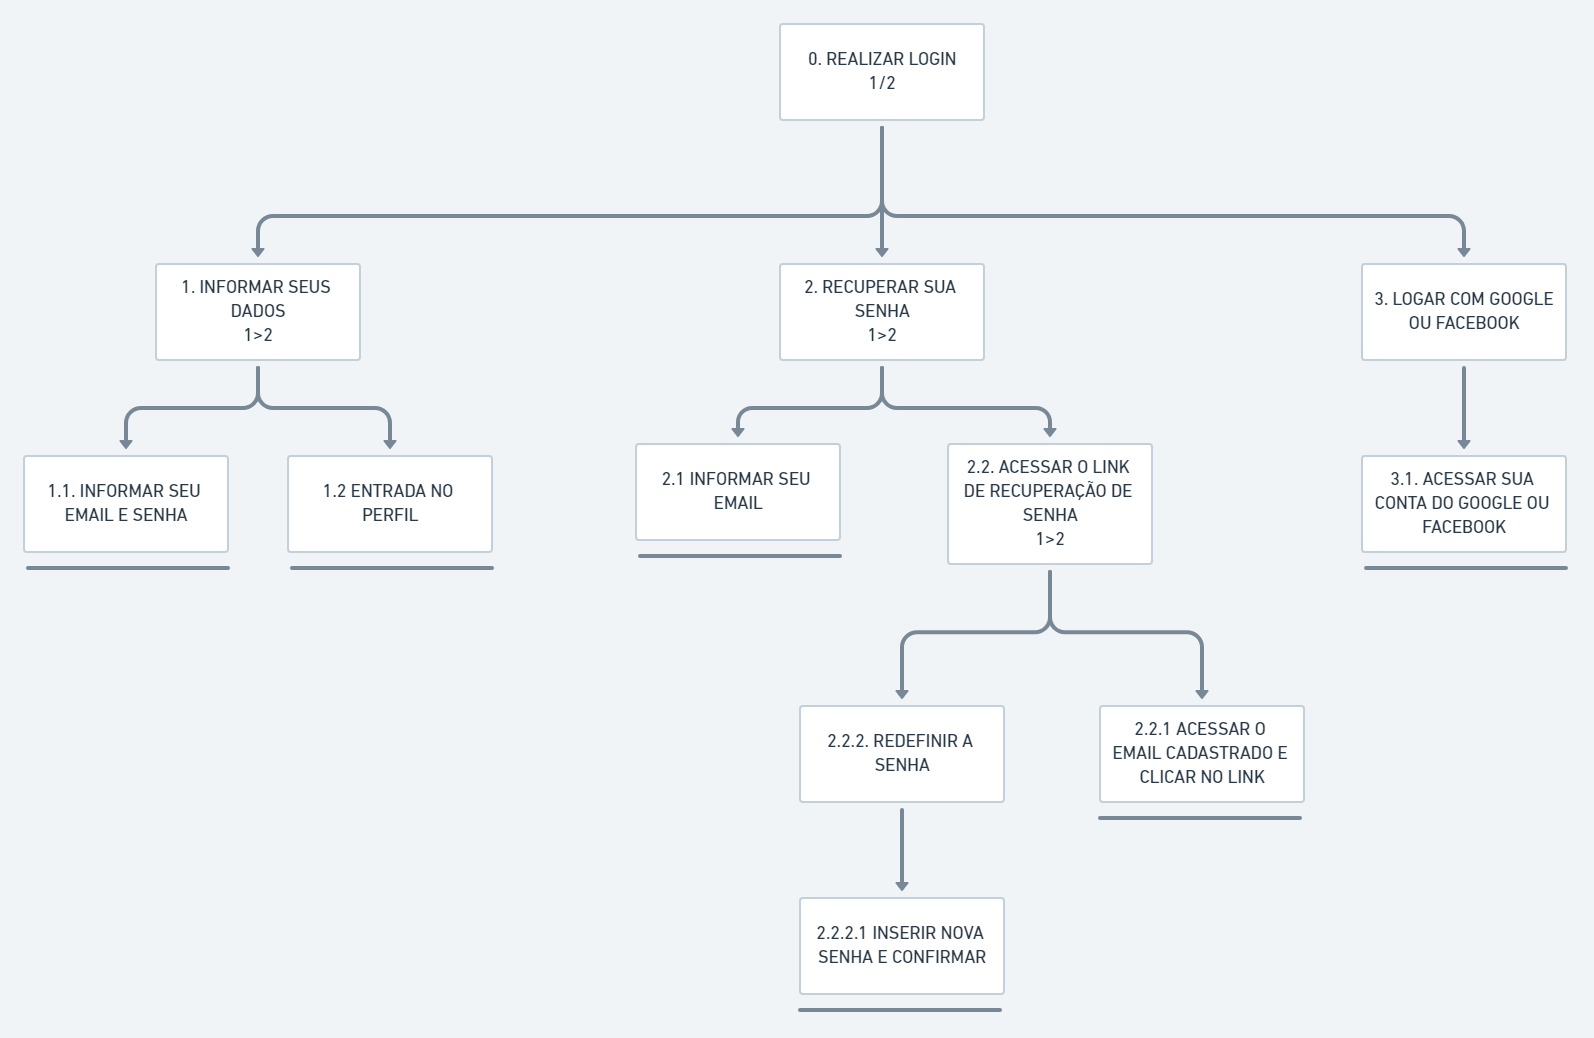 0. REALIZAR LOGIN
1/2
1. INFORMAR SEUS
DADOS
1>2
2. RECUPERAR SUA
SENHA
1>2
3. LOGAR COM GOOGLE
OU FACEBOOK
1.1. INFORMAR SEU
EMAIL E SENHA
1.2 ENTRADA NO
PERFIL
2.1 INFORMAR SEU
EMAIL
2.2. ACESSAR O LINK
DE RECUPERAÇÃO DE
SENHA
1>2
3.1. ACESSAR SUA
CONTA DO GOOGLE OU
FACEBOOK
2.2.2. REDEFINIR A
SENHA
2.2.1 ACESSAR O
EMAIL CADASTRADO E
CLICAR NO LINK
2.2.2.1 INSERIR NOVA
SENHA E CONFIRMAR